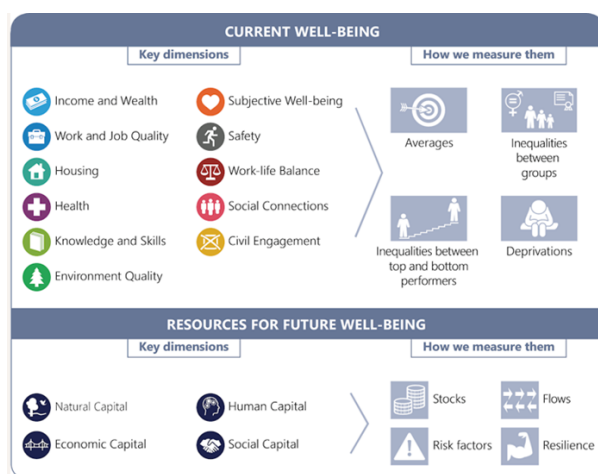 CURRENT WELL-BEING
Key dimensions
How we measure them
Income and Wealth
Subjective Well-being
Work and Job Quality
Safety
Housing
Work-life Balance
Health
Social Connections
Knowledge and Skills
Civil Engagement
Environment Quality
Averages
Inequalities
between
groups
Inequalities between
top and bottom
performers
Deprivations
RESOURCES FOR FUTURE WELL-BEING
Key dimensions
How we measure them
Natural Capital
Human Capital
Economic Capital
Social Capital
Stocks
Flows
Risk factors
Resilience